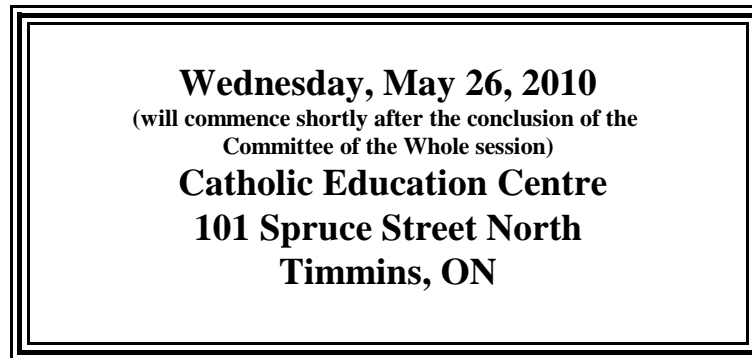 Wednesday, May 26, 2010
(will commence shortly after the conclusion of the
Committee of the Whole session)
Catholic Education Centre
101 Spruce Street North
Timmins, ON